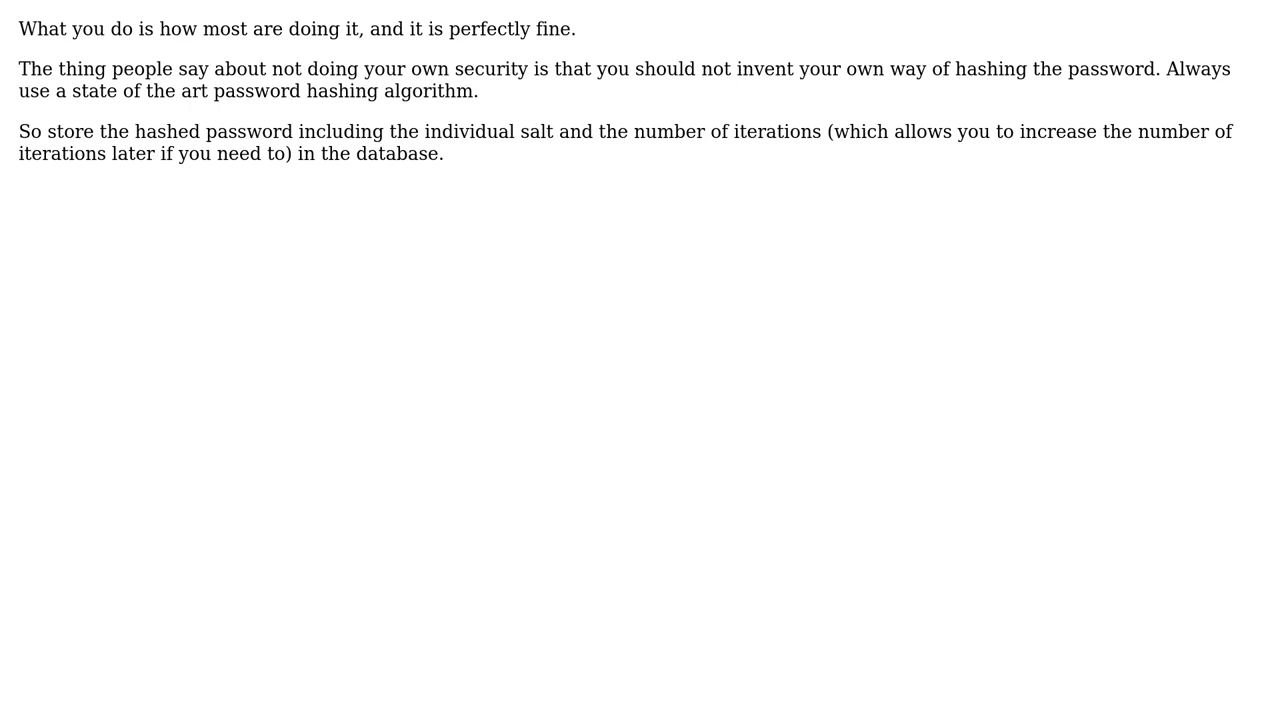 What you do is how most are doing it, and it is perfectly fine.
The thing people say about not doing your own security is that you should not invent your own way of hashing the password. Always
use a state of the art password hashing algorithm.
So store the hashed password including the individual salt and the number of iterations (which allows you to increase the number of
iterations later if you need to) in the database.